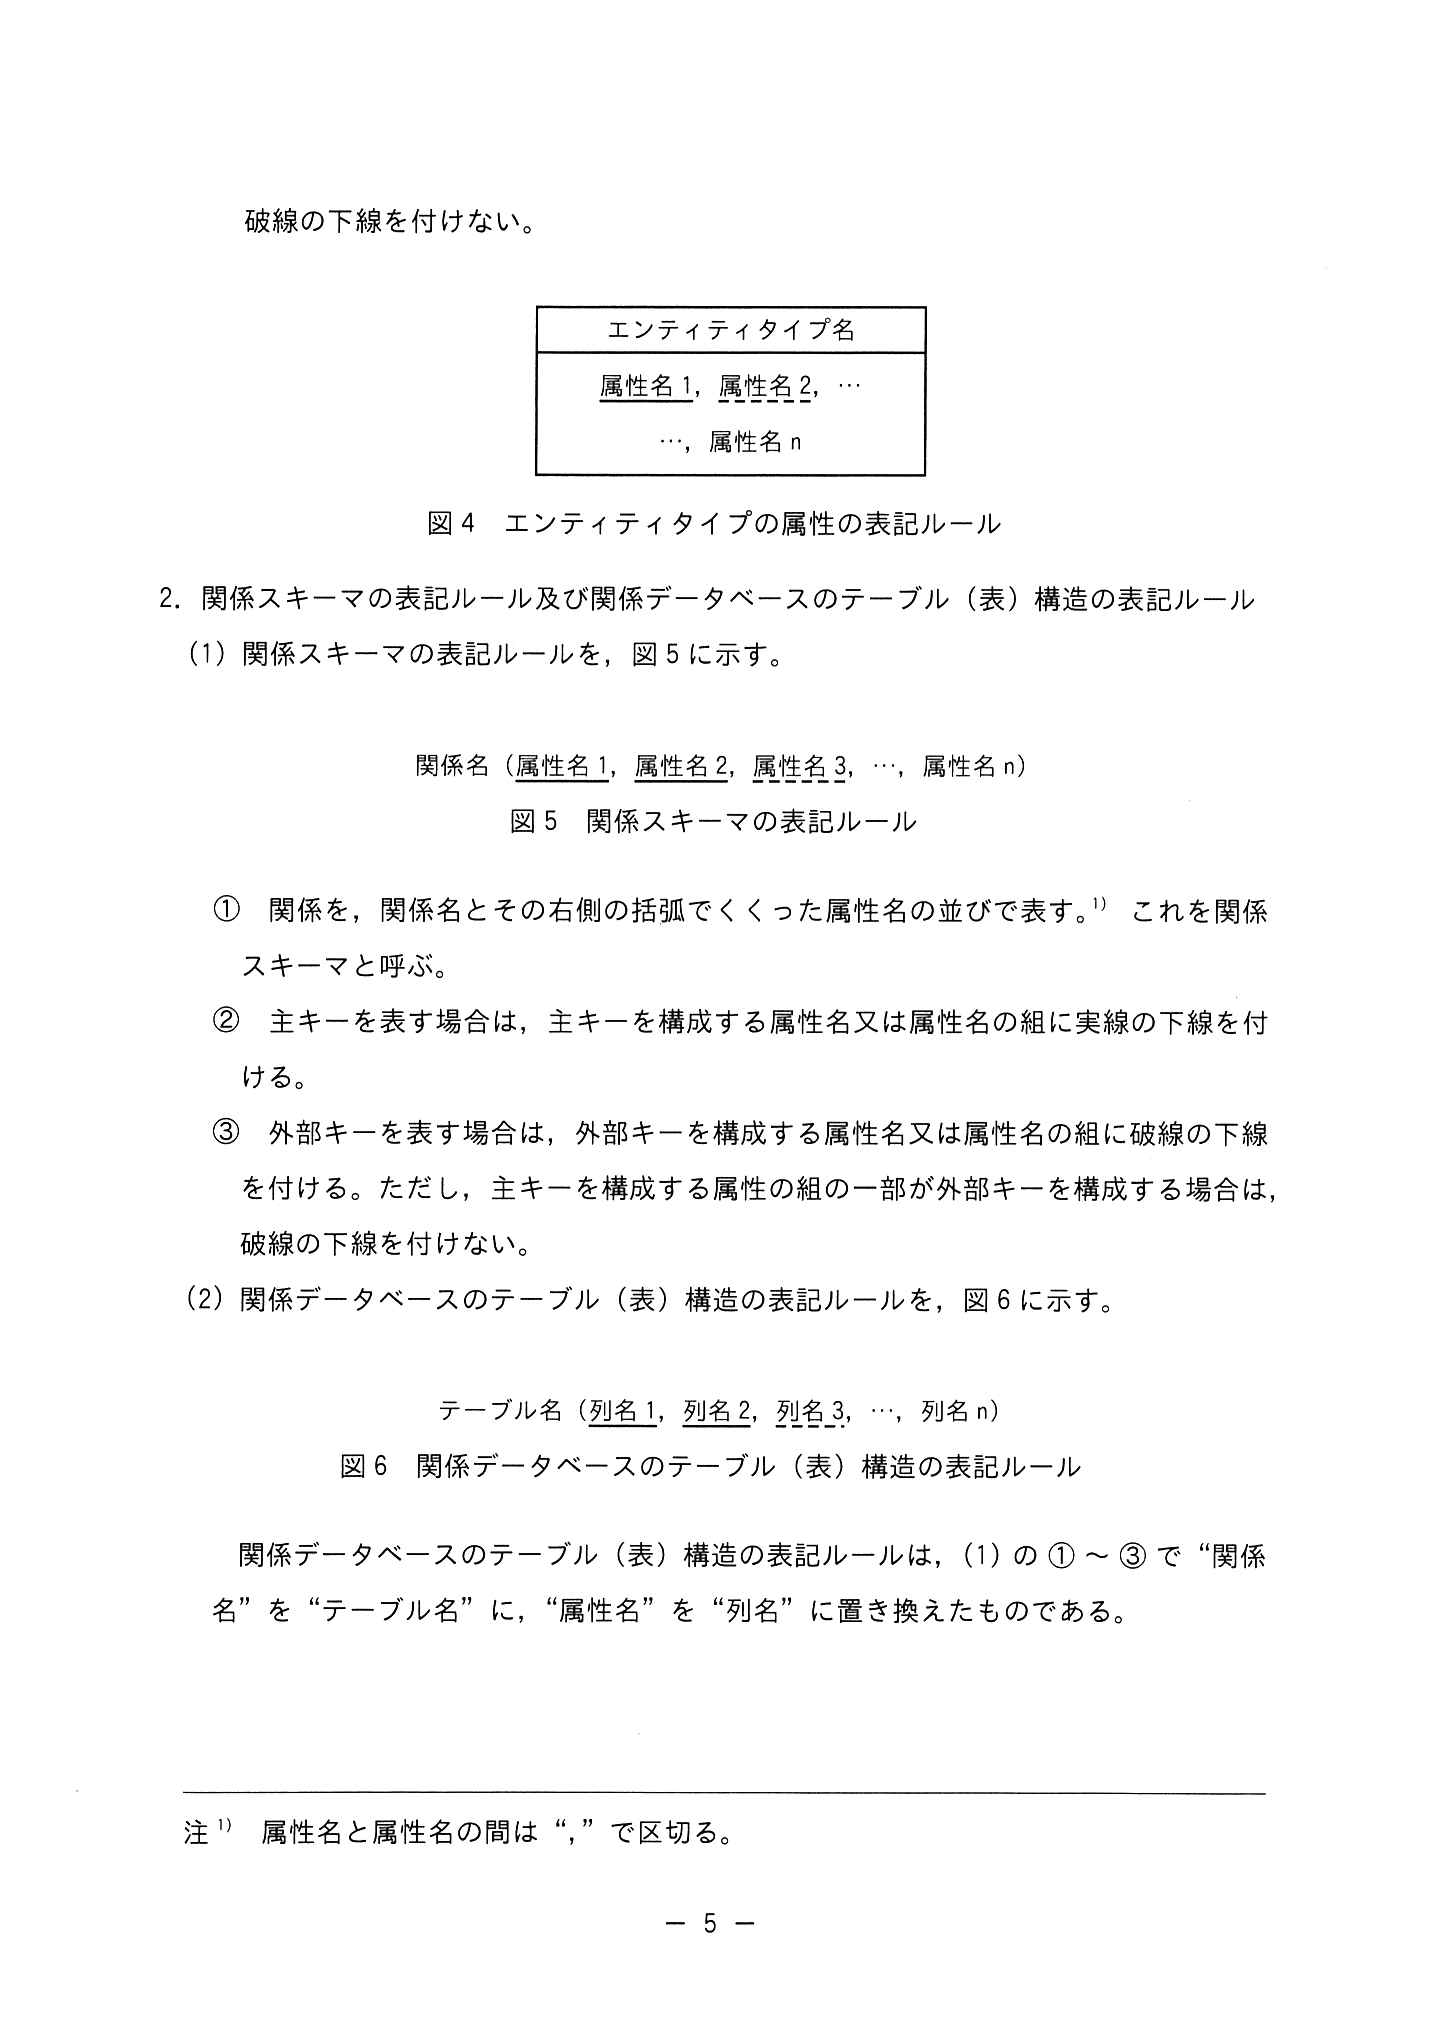 破線の下線を付けない。
エンティティタイプ名
属性名1，属性名2，…
…，属性名n
図4　エンティティタイプの属性の表記ルール
2．関係スキーマの表記ルール及び関係データベースのテーブル（表）構造の表記ルール
（1）関係スキーマの表記ルールを，図5に示す。
関係名（属性名1，属性名2，属性名3，…，属性名n）
図5　関係スキーマの表記ルール
①　関係を，関係名とその右側の括弧でくくった属性名の並びで表す。1)　これを関係
スキーマと呼ぶ。
②　主キーを表す場合は，主キーを構成する属性名又は属性名の組に実線の下線を付
ける。
③　外部キーを表す場合は，外部キーを構成する属性名又は属性名の組に破線の下線
を付ける。ただし，主キーを構成する属性の組の一部が外部キーを構成する場合は，
破線の下線を付けない。
（2）関係データベースのテーブル（表）構造の表記ルールを，図6に示す。
テーブル名（列名1，列名2，列名3，…，列名n）
図6　関係データベースのテーブル（表）構造の表記ルール
関係データベースのテーブル（表）構造の表記ルールは，（1）の①～③で“関係
名”を“テーブル名”に，“属性名”を“列名”に置き換えたものである。
注1)　属性名と属性名の間は“，”で区切る。
－ 5 －